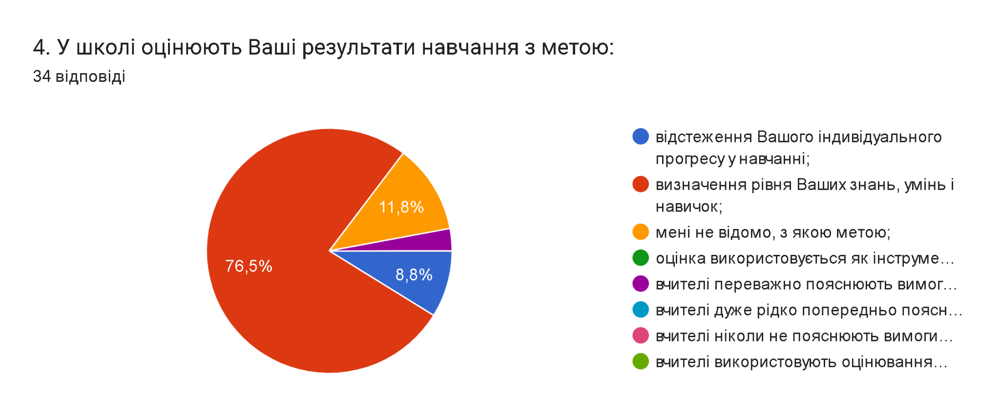 4. У школі оцінюють Ваші результати навчання з метою:
34 відповіді
11,8%
76,5%
8,8%
відстеження Вашого індивідуального
прогресу у навчанні;
визначення рівня Ваших знань, умінь і
навичок;
мені не відомо, з якою метою;
оцінка використовується як інструме…
вчителі переважно пояснюють вимог…
вчителі дуже рідко попередньо поясн…
вчителі ніколи не пояснюють вимоги…
вчителі використовують оцінювання…